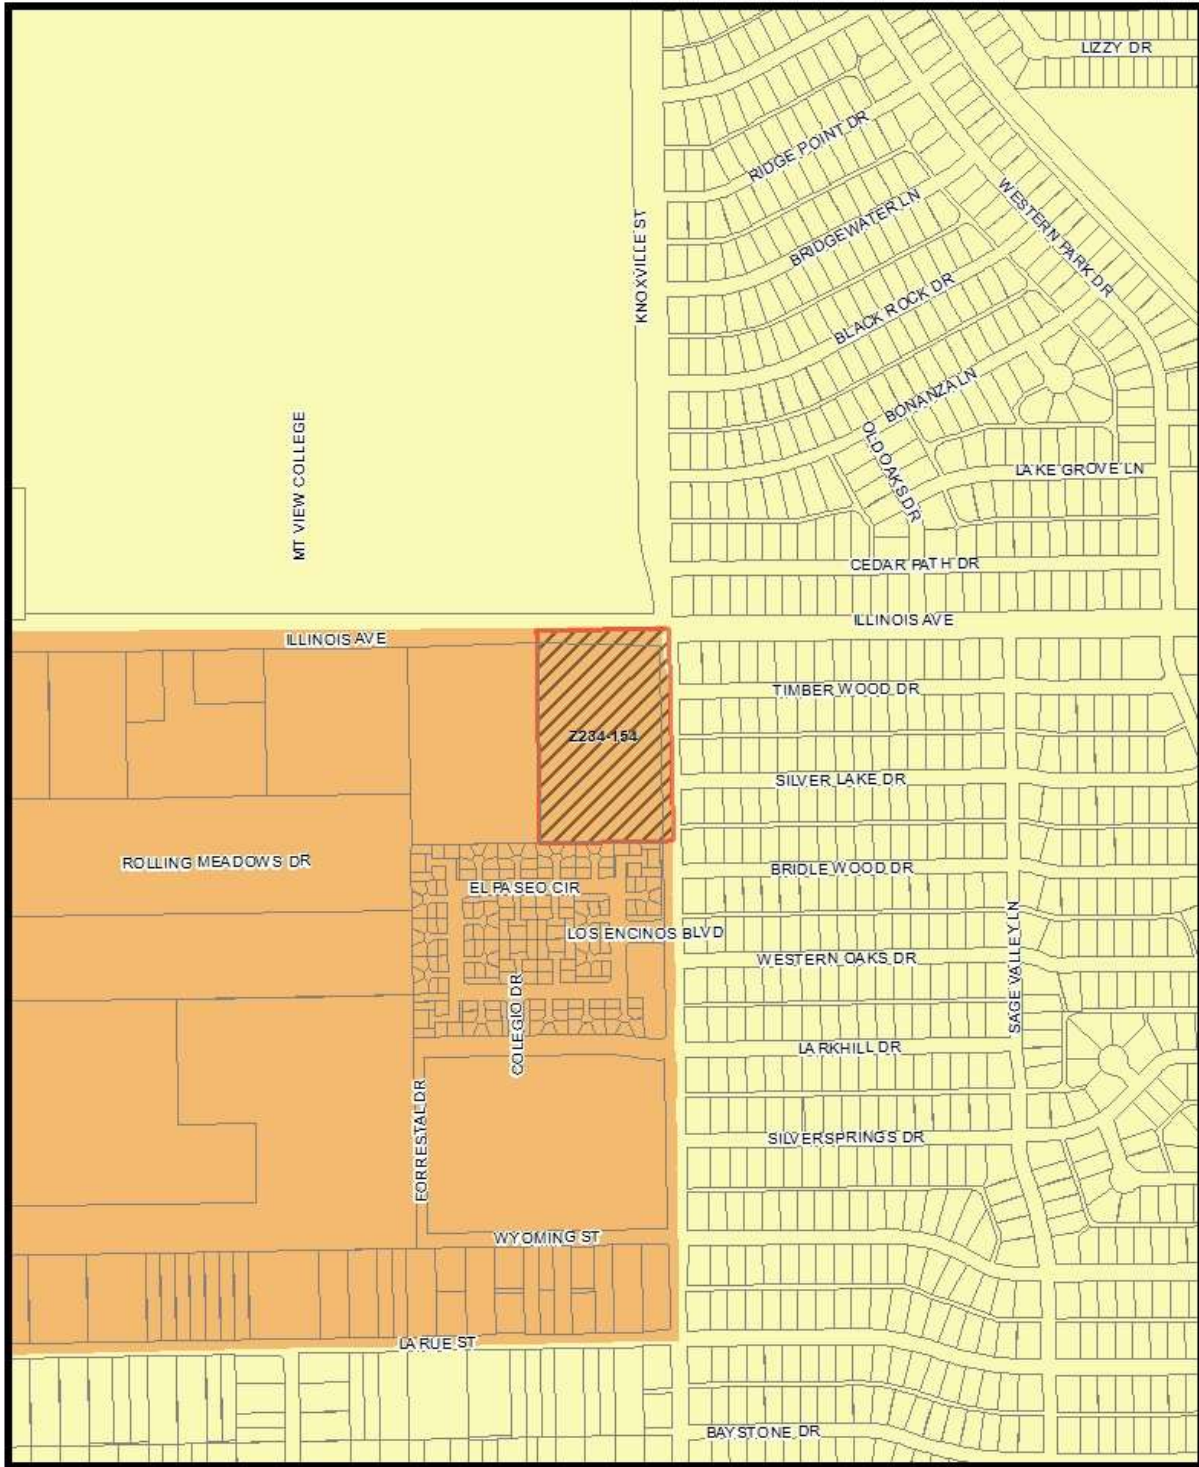 LIZZY DR
RIDGE POINT DR
WESTERN PARK DR
BRIDGEWATER LN
KNOXVILLE ST
BLACK ROCK DR
BONANZA LN
MT VIEW COLLEGE
OLD OAKS DR
LAKE GROVE LN
CEDAR PATH DR
ILLINOIS AVE
ILLINOIS AVE
TIMBER WOOD DR
Z234-154
SILVER LAKE DR
ROLLING MEADOWS DR
BRIDLE WOOD DR
EL PASEO CIR
LOS ENCINOS BLVD
WESTERN OAKS DR
SAGE VALLEY LN
COLEGIO DR
LARKHILL DR
FORRESTAL DR
SILVERSPRINGS DR
WYOMING ST
LA RUE ST
BAYSTONE DR